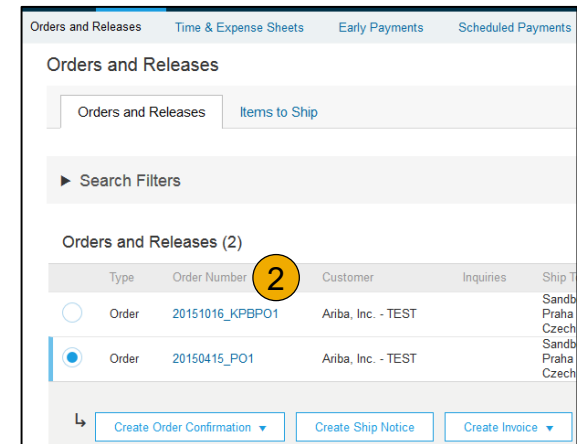 Orders and Releases Time & Expense Sheets Early Payments Scheduled Payments
Orders and Releases
Orders and Releases Items to Ship
► Search Filters
Orders and Releases (2)
Type Order Number 2 Customer Inquiries Ship
Order 20151016_KPBPO1 Ariba, Inc. - TEST
Praha
Order 20150415_PO1 Ariba, Inc. - TEST
Praha
Create Order Confirmation ▼ Create Ship Notice Create Invoice ▼